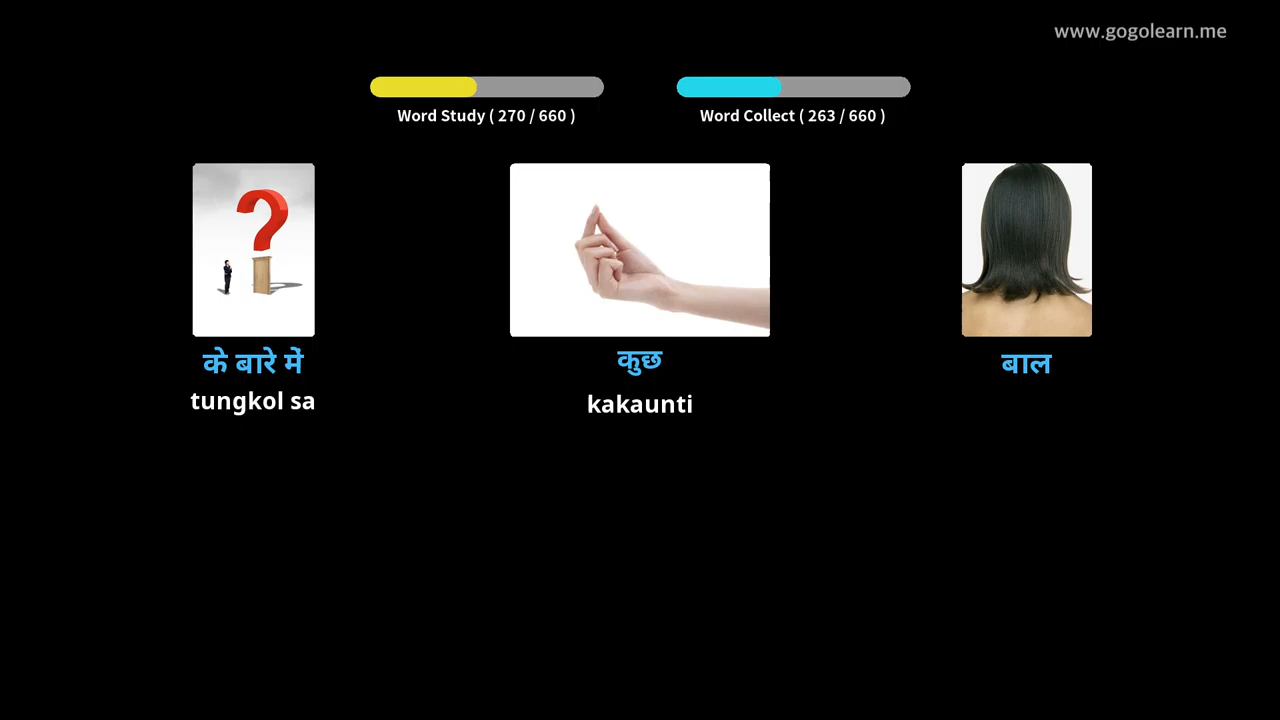 www.gogolearn.me
Word Study ( 270 / 660 )
Word Collect ( 263 / 660 )
के बारे में
tungkol sa
कुछ
kakaunti
बाल